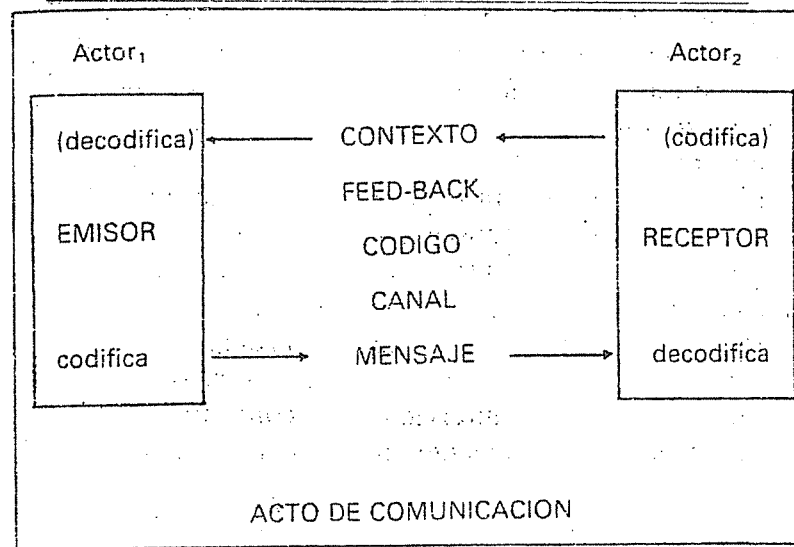 Actor₁ Actor₂
(decodifica) CONTEXTO (codifica)
FEED-BACK
EMISOR CODIGO RECEPTOR
CANAL
codifica MENSAJE decodifica
ACTO DE COMUNICACION